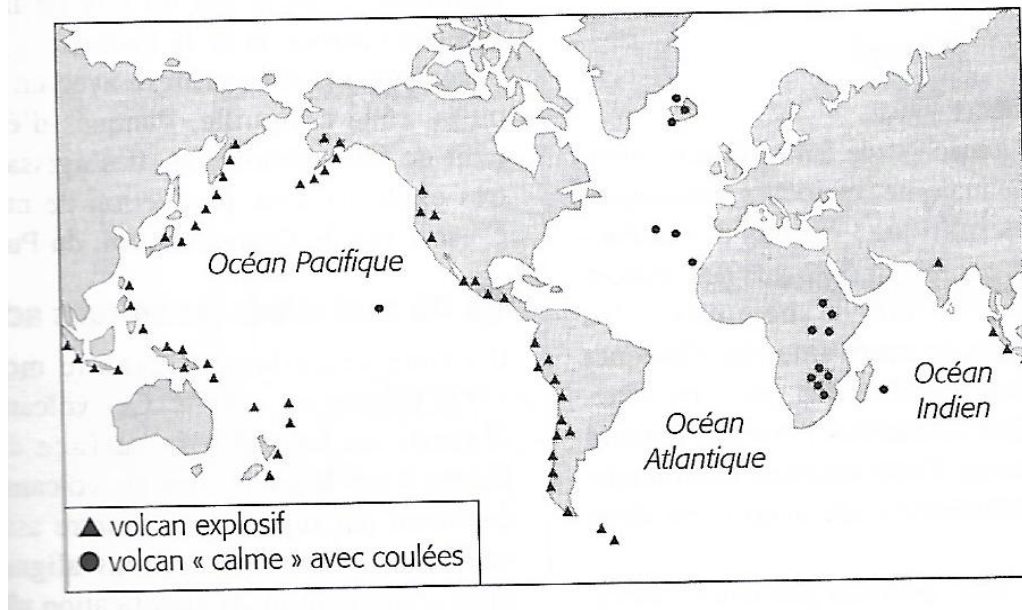 Océan Pacifique
Océan
Atlantique
Océan
Indien
▲ volcan explosif
● volcan « calme » avec coulées